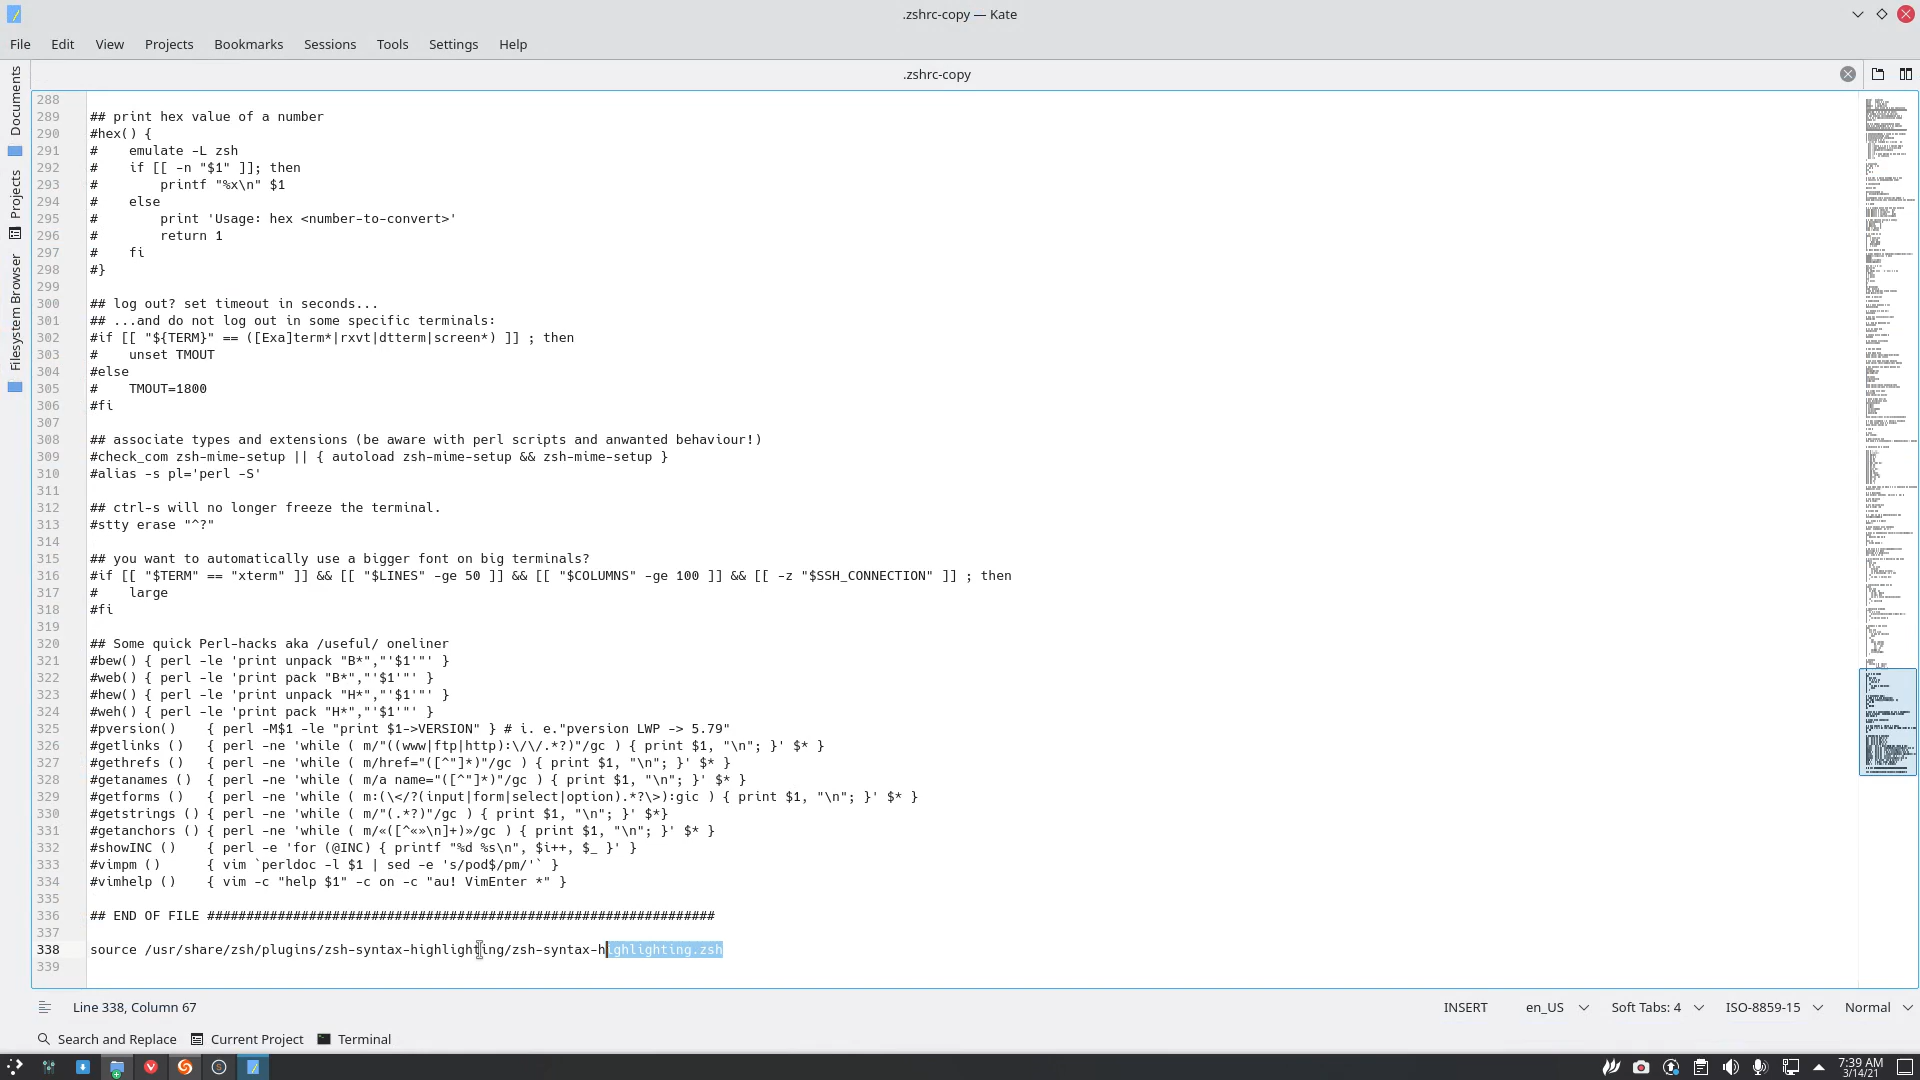 .zshrc-copy — Kate
File Edit View Projects Bookmarks Sessions Tools Settings Help
Documents
Projects
Filesystem Browser
.zshrc-copy
288
289 ## print hex value of a number
290 #hex() {
291 #    emulate -L zsh
292 #    if [[ -n "$1" ]]; then
293 #        printf "%x\n" $1
294 #    else
295 #        print 'Usage: hex <number-to-convert>'
296 #        return 1
297 #    fi
298 #}
299
300 ## log out? set timeout in seconds...
301 ## ...and do not log out in some specific terminals:
302 #if [[ "${TERM}" == ([Exa]term*|rxvt|dtterm|screen*) ]] ; then
303 #    unset TMOUT
304 #else
305 #    TMOUT=1800
306 #fi
307
308 ## associate types and extensions (be aware with perl scripts and anwanted behaviour!)
309 #check_com zsh-mime-setup || { autoload zsh-mime-setup && zsh-mime-setup }
310 #alias -s pl='perl -S'
311
312 ## ctrl-s will no longer freeze the terminal.
313 #stty erase "^?"
314
315 ## you want to automatically use a bigger font on big terminals?
316 #if [[ "$TERM" == "xterm" ]] && [[ "$LINES" -ge 50 ]] && [[ "$COLUMNS" -ge 100 ]] && [[ -z "$SSH_CONNECTION" ]] ; then
317 #    large
318 #fi
319
320 ## Some quick Perl-hacks aka /useful/ oneliner
321 #bew() { perl -le 'print unpack "B*","'$1'"' }
322 #web() { perl -le 'print pack "B*","'$1'"' }
323 #hew() { perl -le 'print unpack "H*","'$1'"' }
324 #weh() { perl -le 'print pack "H*","'$1'"' }
325 #pversion()    { perl -M$1 -le "print $1->VERSION" } # i. e."pversion LWP -> 5.79"
326 #getlinks ()   { perl -ne 'while ( m/"((www|ftp|http):\/\/.*?)"/gc ) { print $1, "\n"; }' $* }
327 #gethrefs ()   { perl -ne 'while ( m/href="([^"]*)"/gc ) { print $1, "\n"; }' $* }
328 #getanames ()  { perl -ne 'while ( m/a name="([^"]*)"/gc ) { print $1, "\n"; }' $* }
329 #getforms ()   { perl -ne 'while ( m:(\</?(input|form|select|option).*?\>):gic ) { print $1, "\n"; }' $* }
330 #getstrings () { perl -ne 'while ( m/"(.*?)"/gc ) { print $1, "\n"; }' $*}
331 #getanchors () { perl -ne 'while ( m/«([^«»\n]+)»/gc ) { print $1, "\n"; }' $* }
332 #showINC ()    { perl -e 'for (@INC) { printf "%d %s\n", $i++, $_ }' }
333 #vimpm ()      { vim `perldoc -l $1 | sed -e 's/pod$/pm/'` }
334 #vimhelp ()    { vim -c "help $1" -c on -c "au! VimEnter *" }
335
336 ## END OF FILE #################################################################
337
338 source /usr/share/zsh/plugins/zsh-syntax-highlighting/zsh-syntax-highlighting.zsh
339
Line 338, Column 67 INSERT en_US Soft Tabs: 4 ISO-8859-15 Normal
Search and Replace Current Project Terminal
7:39 AM
3/14/21